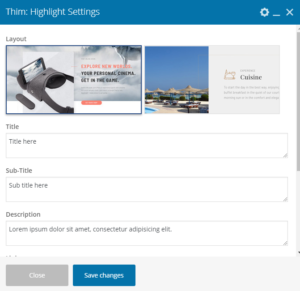 Thim: Highlight Settings
Layout
EXPLORE NEW WORLDS...
YOUR PERSONAL CINEMA.
GET IN THE GAME.
Cuisine
Title
Title here
Sub-Title
Sub title here
Description
Lorem ipsum dolor sit amet, consectetur adipisicing elit.
Close
Save changes